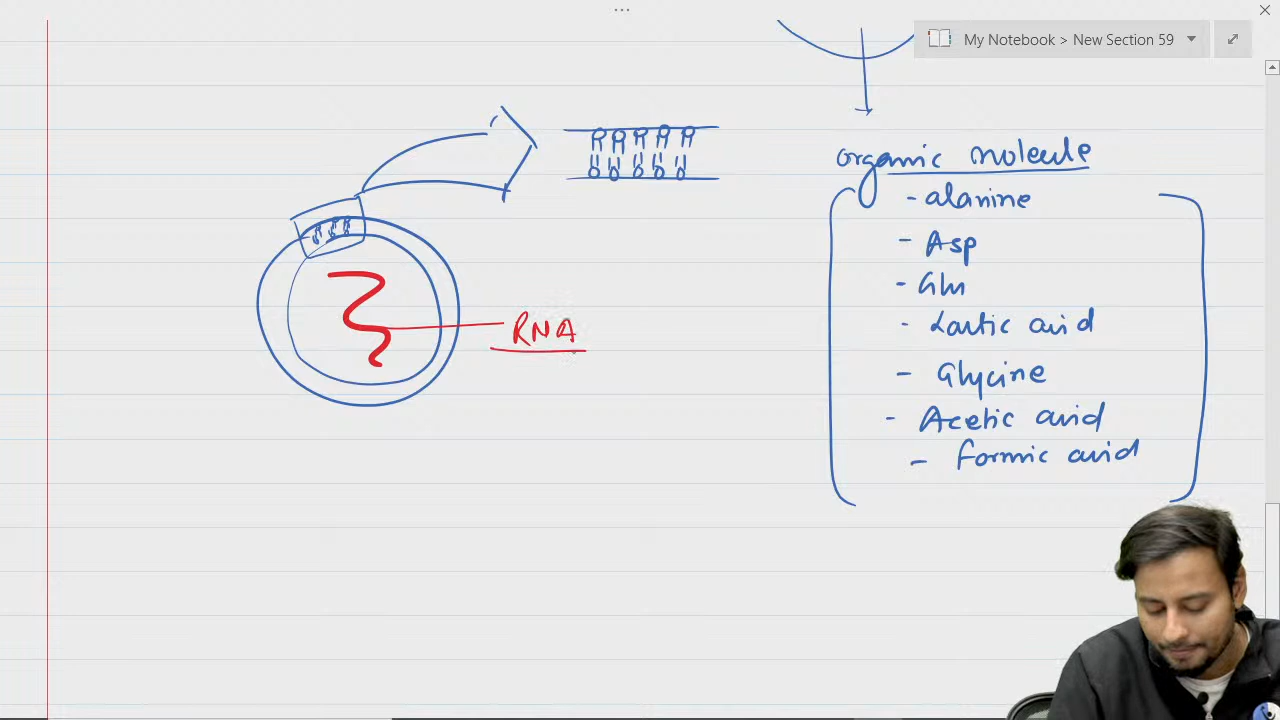 My Notebook > New Section 59
organic molecule
- alanine
- Asp
- Glu
- Lactic acid
- Glycine
- Acetic acid
- formic acid
RNA